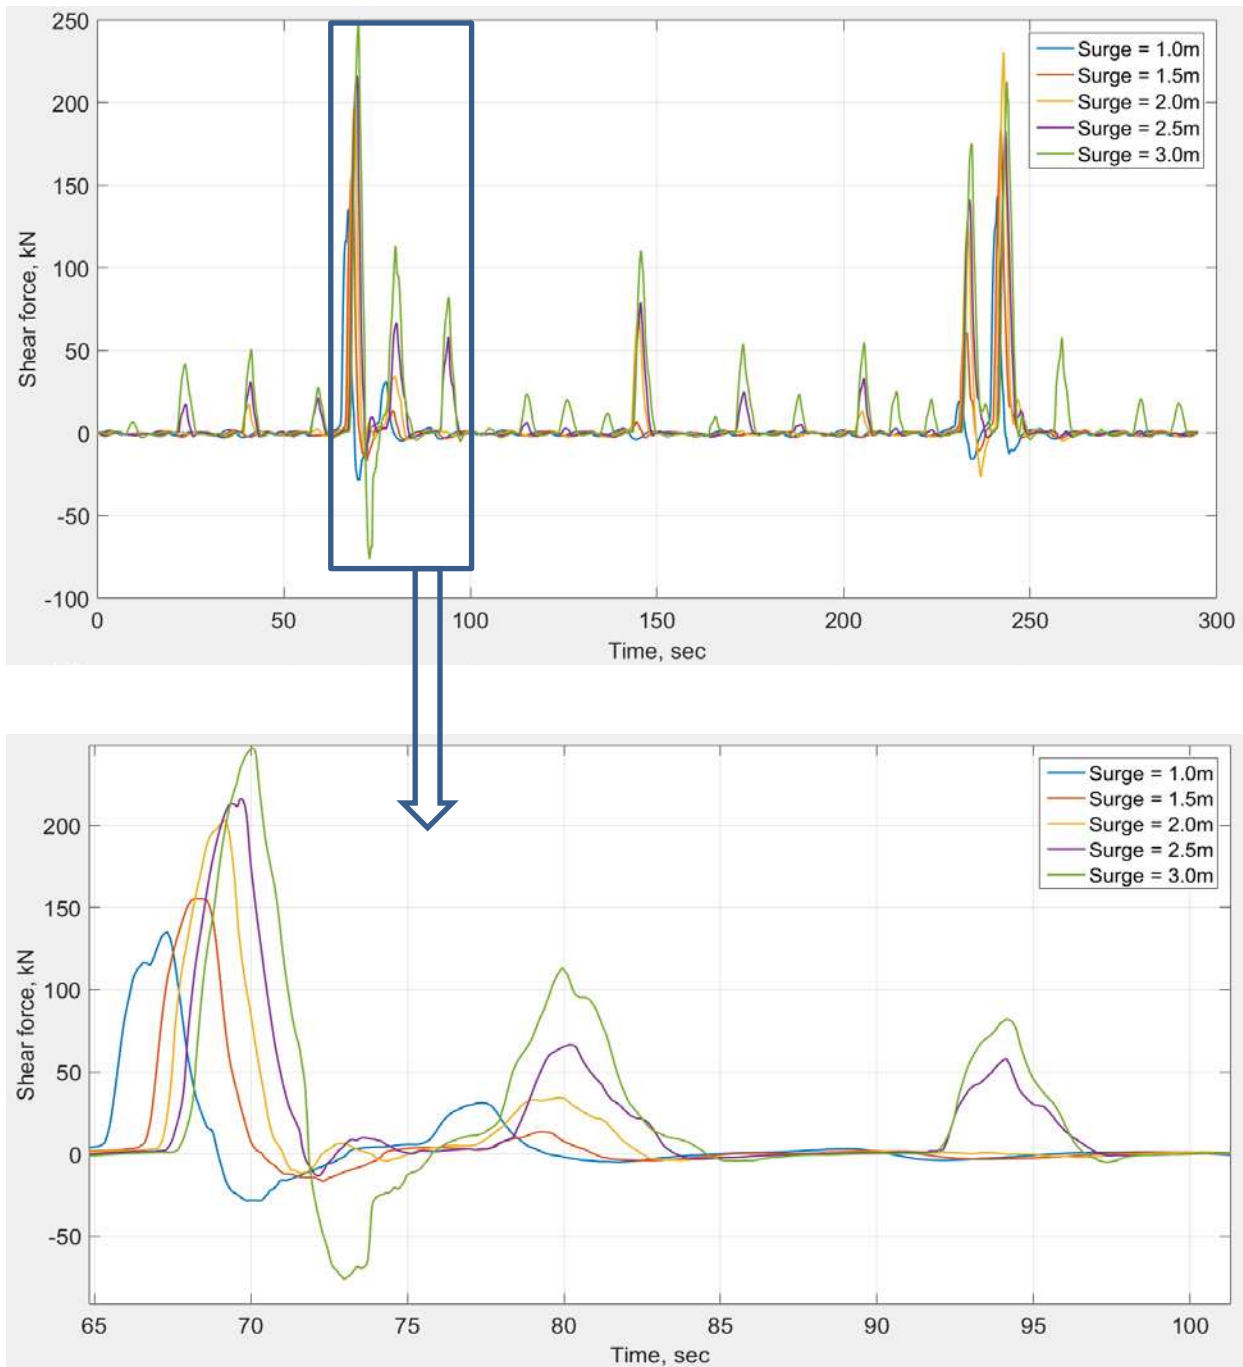 250
200
150
100
50
0
-50
-100
Shear force, kN
Surge = 1.0m
Surge = 1.5m
Surge = 2.0m
Surge = 2.5m
Surge = 3.0m
0 50 100 150 200 250 300
Time, sec
200
150
100
50
0
-50
Shear force, kN
Surge = 1.0m
Surge = 1.5m
Surge = 2.0m
Surge = 2.5m
Surge = 3.0m
65 70 75 80 85 90 95 100
Time, sec